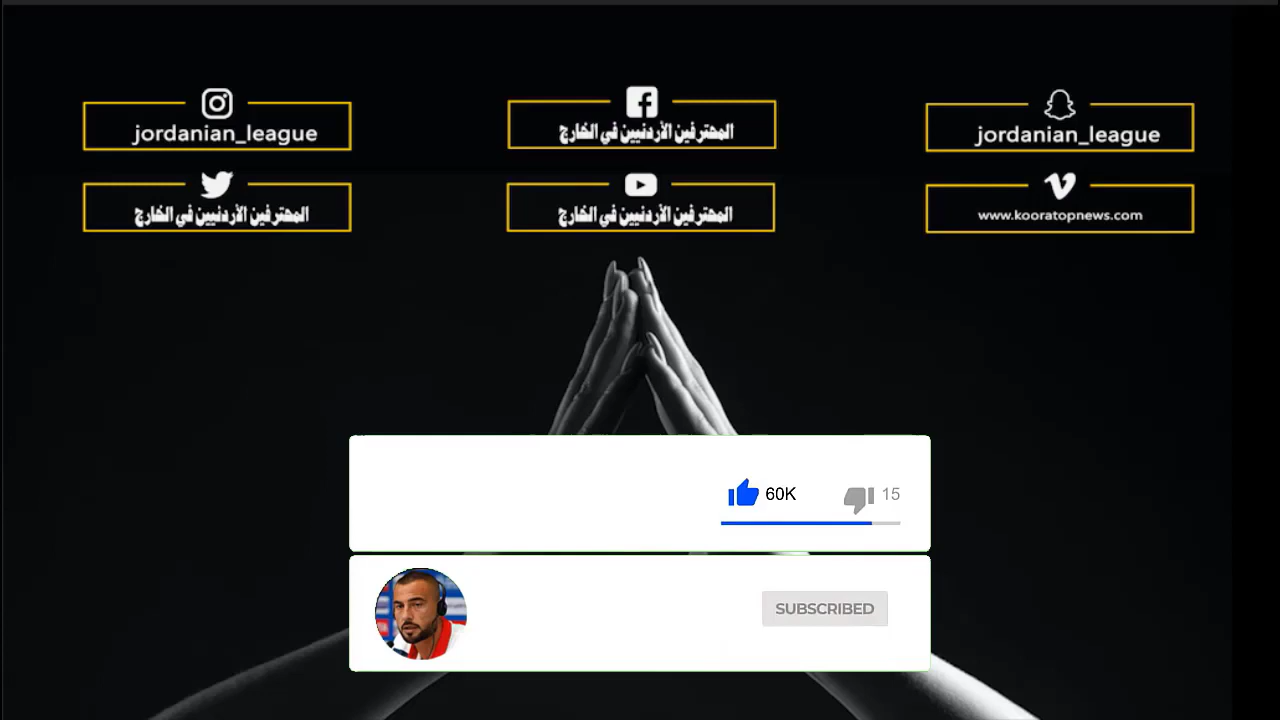 jordanian_league
المحترفين الأردنيين في الخارج
jordanian_league
المحترفين الأردنيين في الخارج
المحترفين الأردنيين في الخارج
www.kooratopnews.com
60K
15
SUBSCRIBED